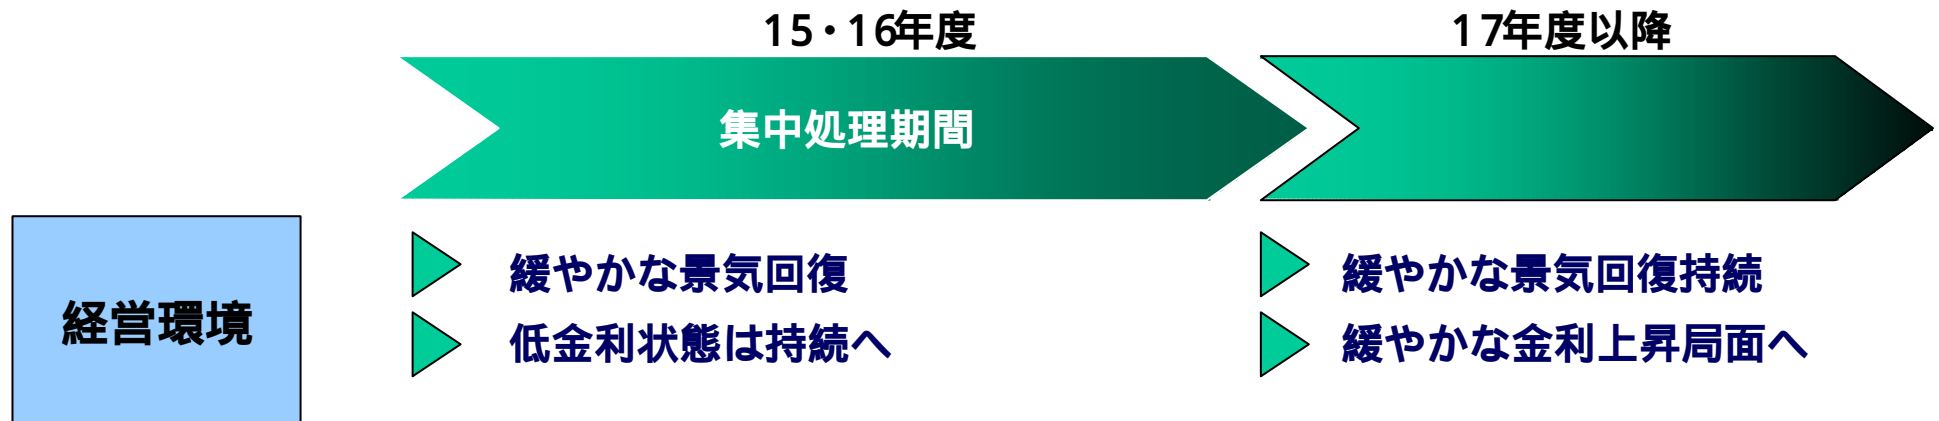 15・16年度
17年度以降
集中処理期間
経営環境
緩やかな景気回復
低金利状態は持続へ
緩やかな景気回復持続
緩やかな金利上昇局面へ